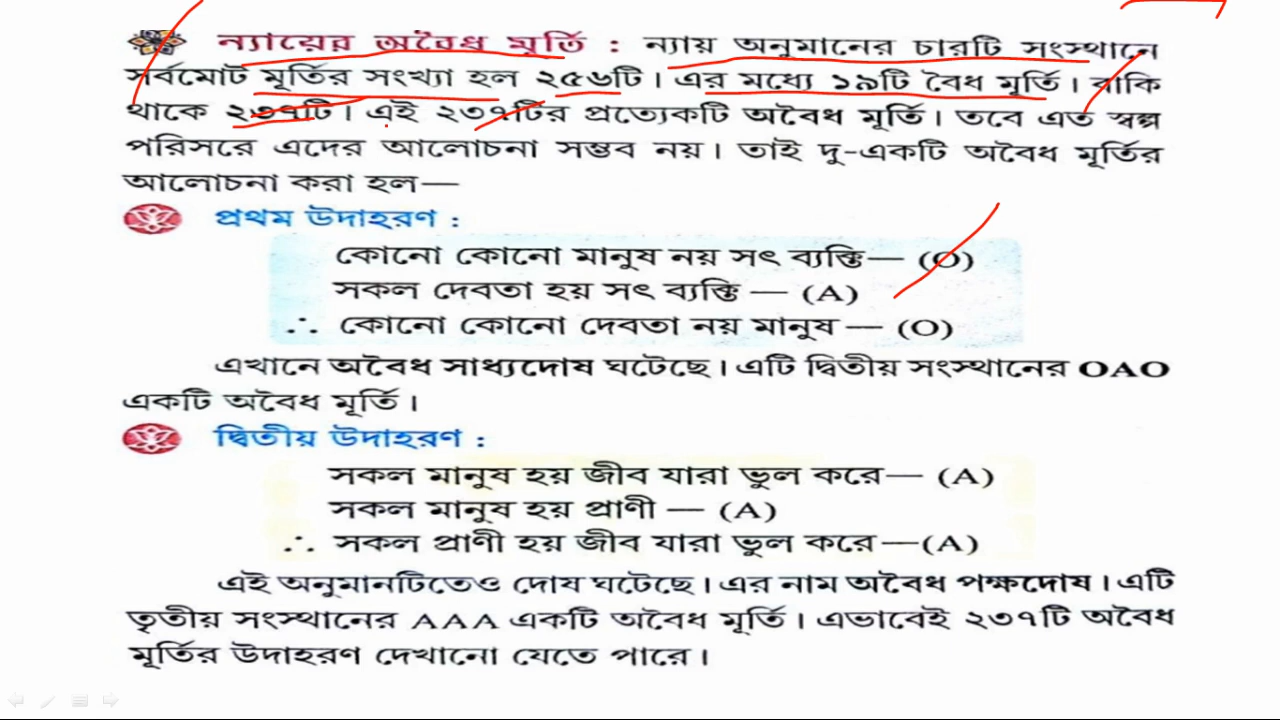 ন্যায়ের অবৈধ মূর্তি : ন্যায় অনুমানের চারটি সংস্থানে
সর্বমোট মূর্তির সংখ্যা হল ২৫৬টি। এর মধ্যে ১৯টি বৈধ মূর্তি। বাকি
থাকে ২৩৭টি। এই ২৩৭টির প্রত্যেকটি অবৈধ মূর্তি। তবে এত স্বল্প
পরিসরে এদের আলোচনা সম্ভব নয়। তাই দু-একটি অবৈধ মূর্তির
আলোচনা করা হল—
প্রথম উদাহরণ :
কোনো কোনো মানুষ নয় সৎ ব্যক্তি— (O)
সকল দেবতা হয় সৎ ব্যক্তি — (A)
∴ কোনো কোনো দেবতা নয় মানুষ — (O)
এখানে অবৈধ সাধ্যদোষ ঘটেছে। এটি দ্বিতীয় সংস্থানের OAO
একটি অবৈধ মূর্তি।
দ্বিতীয় উদাহরণ :
সকল মানুষ হয় জীব যারা ভুল করে— (A)
সকল মানুষ হয় প্রাণী — (A)
∴ সকল প্রাণী হয় জীব যারা ভুল করে—(A)
এই অনুমানটিতেও দোষ ঘটেছে। এর নাম অবৈধ পক্ষদোষ। এটি
তৃতীয় সংস্থানের AAA একটি অবৈধ মূর্তি। এভাবেই ২৩৭টি অবৈধ
মূর্তির উদাহরণ দেখানো যেতে পারে।